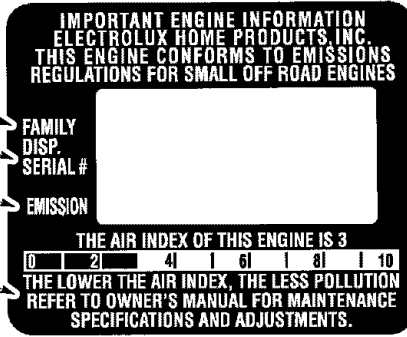 IMPORTANT ENGINE INFORMATION
ELECTROLUX HOME PRODUCTS, INC.
THIS ENGINE CONFORMS TO EMISSIONS
REGULATIONS FOR SMALL OFF ROAD ENGINES
FAMILY
DISP.
SERIAL #
EMISSION
THE AIR INDEX OF THIS ENGINE IS 3
0 2 4 6 8 10
THE LOWER THE AIR INDEX, THE LESS POLLUTION
REFER TO OWNER'S MANUAL FOR MAINTENANCE
SPECIFICATIONS AND ADJUSTMENTS.